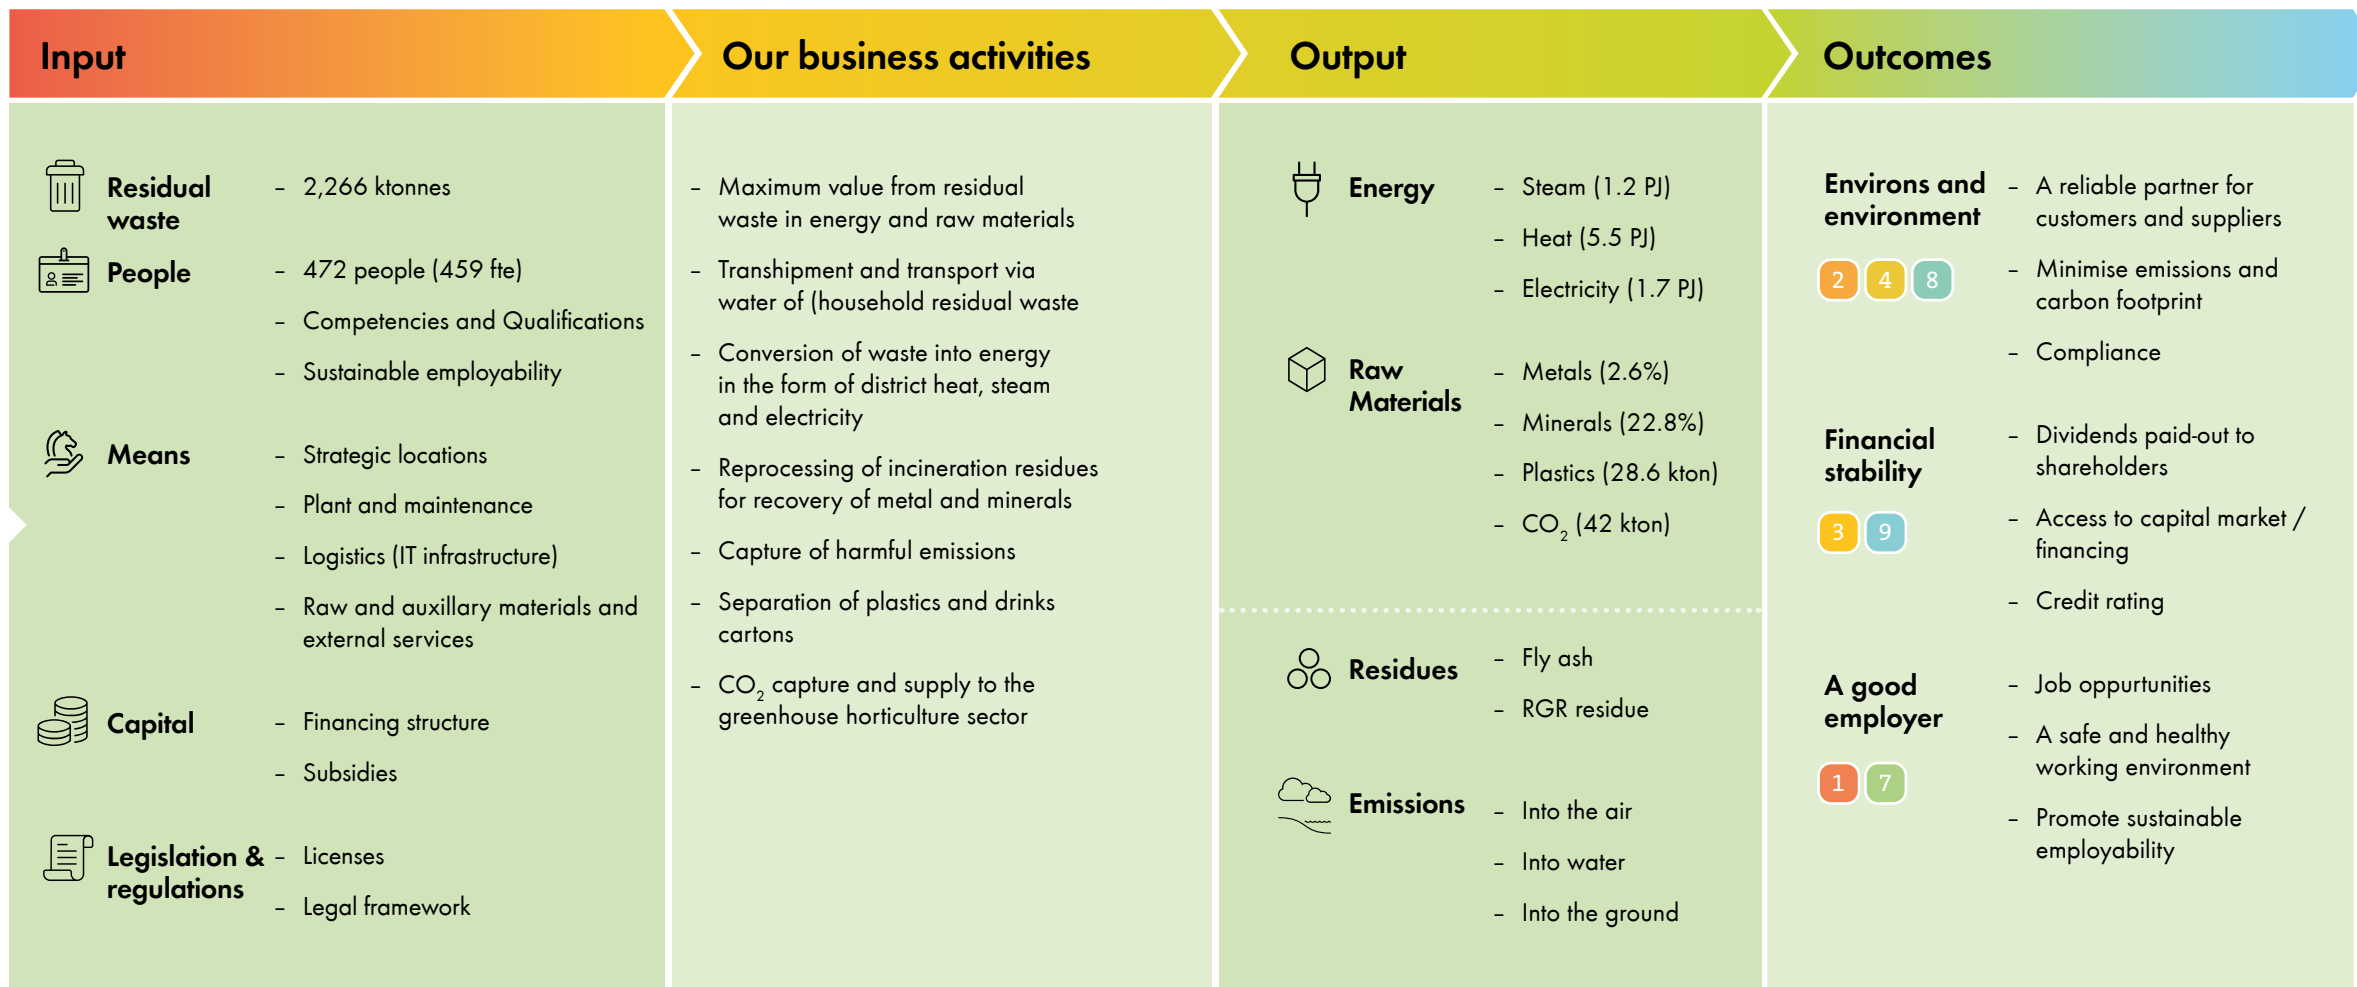 Input
Our business activities
Output
Outcomes
Residual
waste
– 2,266 ktonnes
People
– 472 people (459 fte)
– Competencies and Qualifications
– Sustainable employability
Means
– Strategic locations
– Plant and maintenance
– Logistics (IT infrastructure)
– Raw and auxillary materials and
external services
Capital
– Financing structure
– Subsidies
Legislation &
regulations
– Licenses
– Legal framework
– Maximum value from residual
waste in energy and raw materials
– Transhipment and transport via
water of (household residual waste
– Conversion of waste into energy
in the form of district heat, steam
and electricity
– Reprocessing of incineration residues
for recovery of metal and minerals
– Capture of harmful emissions
– Separation of plastics and drinks
cartons
– CO₂ capture and supply to the
greenhouse horticulture sector
Energy
– Steam (1.2 PJ)
– Heat (5.5 PJ)
– Electricity (1.7 PJ)
Raw
Materials
– Metals (2.6%)
– Minerals (22.8%)
– Plastics (28.6 kton)
– CO₂ (42 kton)
Residues
– Fly ash
– RGR residue
Emissions
– Into the air
– Into water
– Into the ground
Environs and
environment
2 4 8
– A reliable partner for
customers and suppliers
– Minimise emissions and
carbon footprint
– Compliance
Financial
stability
3 9
– Dividends paid-out to
shareholders
– Access to capital market /
financing
– Credit rating
A good
employer
1 7
– Job oppurtunities
– A safe and healthy
working environment
– Promote sustainable
employability